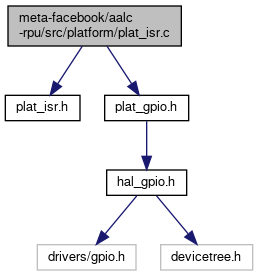 meta-facebook/aalc
-rpu/src/platform/plat_isr.c
plat_isr.h
plat_gpio.h
hal_gpio.h
drivers/gpio.h
devicetree.h